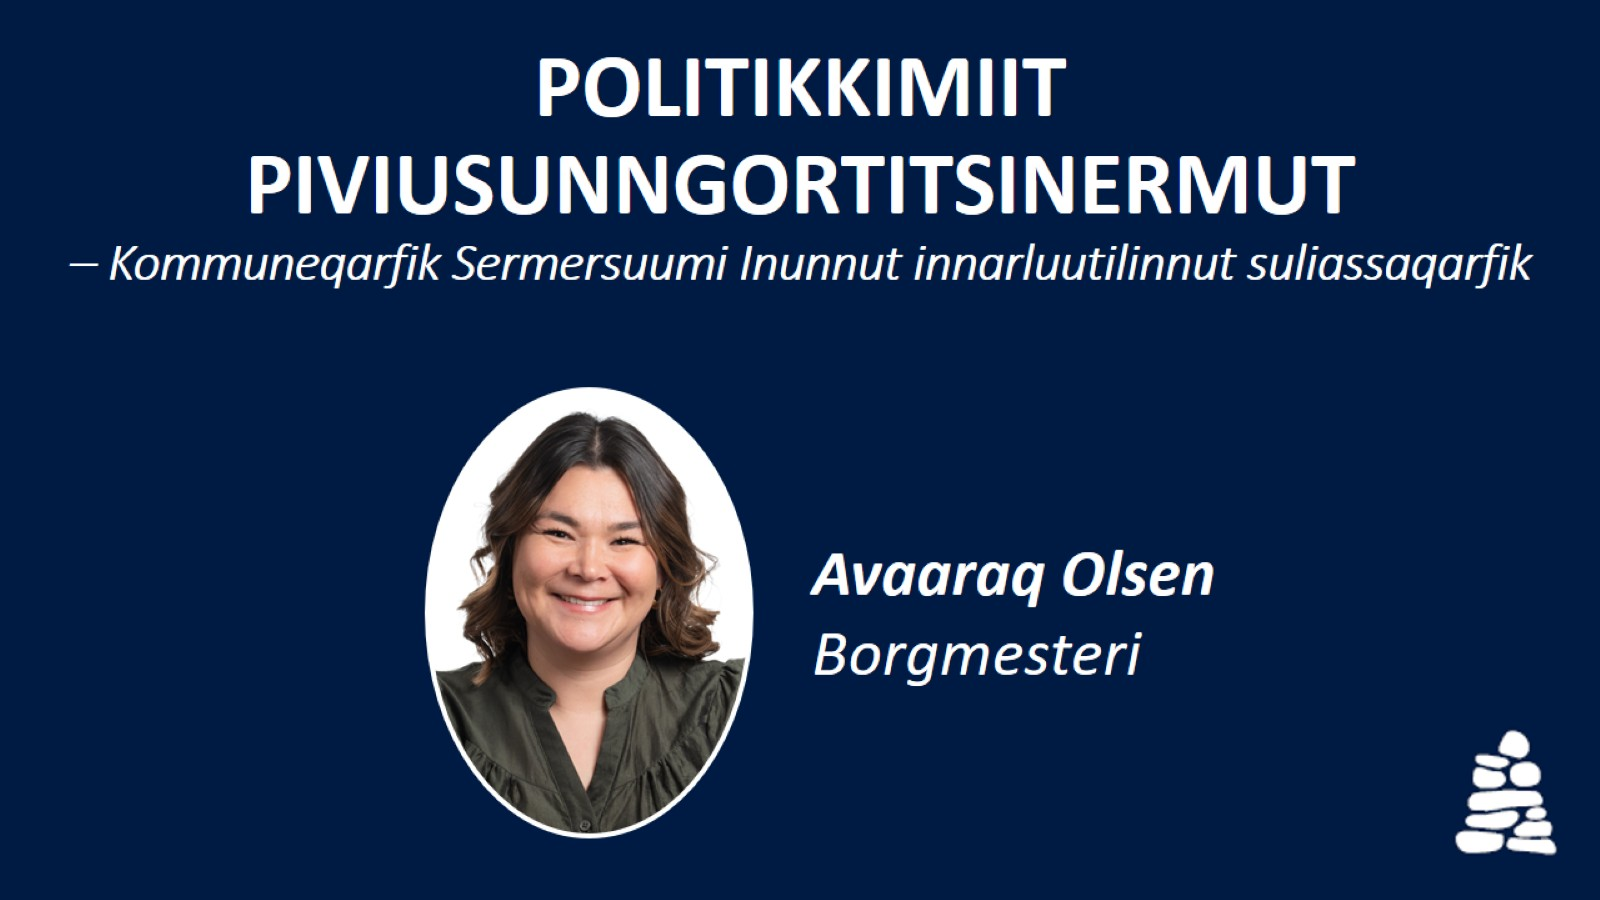 POLITIKKIMIIT
PIVIUSUNNGORTITSINERMUT
– Kommuneqarfik Sermersuumi Inunnut innarluutilinnut suliassaqarfik
Avaaraq Olsen
Borgmesteri